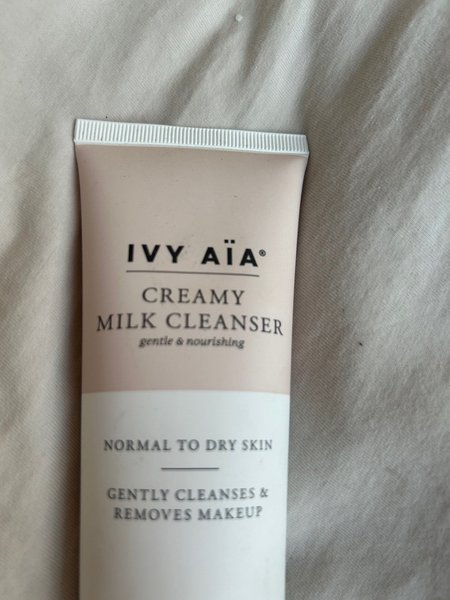 IVY AÏA®
CREAMY
MILK CLEANSER
gentle & nourishing
NORMAL TO DRY SKIN
GENTLY CLEANSES &
REMOVES MAKEUP